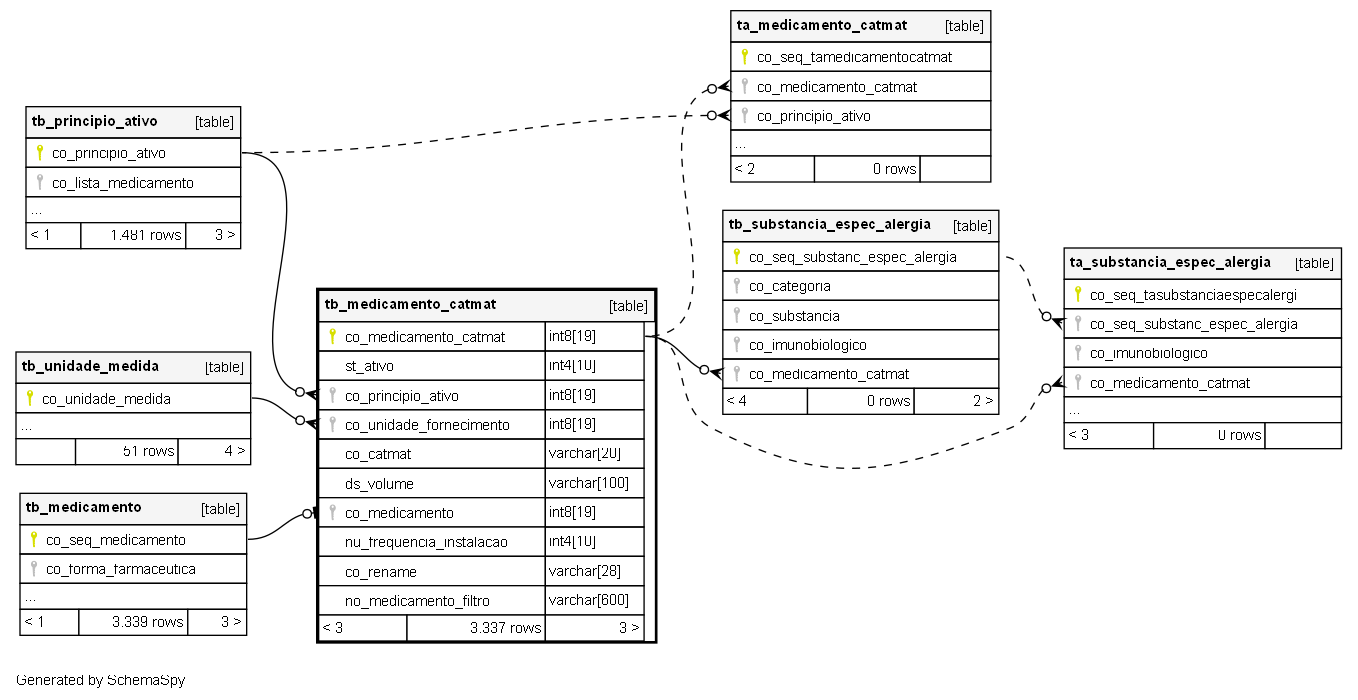 ta_medicamento_catmat [table]
co_seq_tamedicamentocatmat
co_medicamento_catmat
co_principio_ativo
...
< 2 0 rows
tb_principio_ativo [table]
co_principio_ativo
co_lista_medicamento
...
< 1 1.481 rows 3 >
tb_substancia_espec_alergia [table]
co_seq_substanc_espec_alergia
co_categoria
co_substancia
co_imunobiologico
co_medicamento_catmat
< 4 0 rows 2 >
ta_substancia_espec_alergia [table]
co_seq_tasubstanciaespecalergi
co_seq_substanc_espec_alergia
co_imunobiologico
co_medicamento_catmat
...
< 3 0 rows
tb_medicamento_catmat [table]
co_medicamento_catmat int8[19]
st_ativo int4[10]
co_principio_ativo int8[19]
co_unidade_fornecimento int8[19]
co_catmat varchar[20]
ds_volume varchar[100]
co_medicamento int8[19]
nu_frequencia_instalacao int4[10]
co_rename varchar[28]
no_medicamento_filtro varchar[600]
< 3 3.337 rows 3 >
tb_unidade_medida [table]
co_unidade_medida
...
51 rows 4 >
tb_medicamento [table]
co_seq_medicamento
co_forma_farmaceutica
...
< 1 3.339 rows 3 >
Generated by SchemaSpy